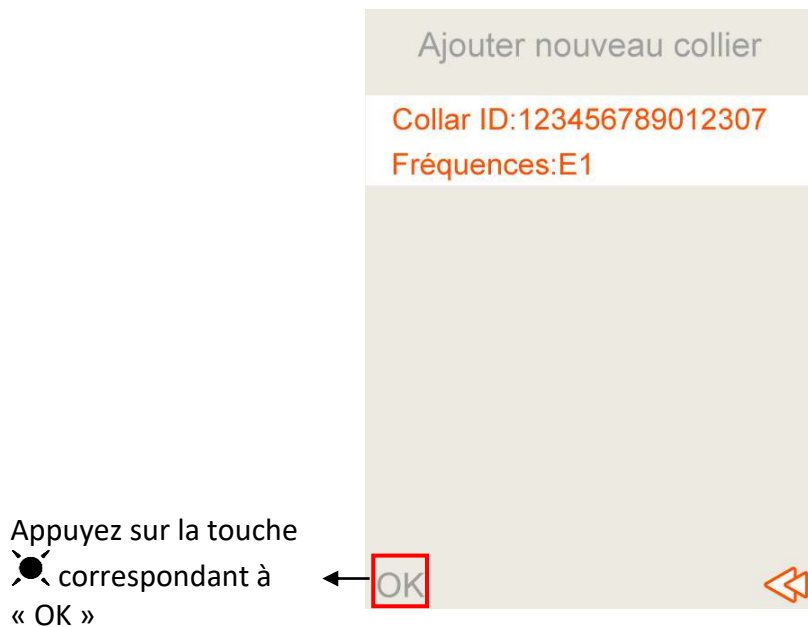 Ajouter nouveau collier
Collar ID:123456789012307
Fréquences:E1
Appuyez sur la touche
correspondant à
« OK »
OK